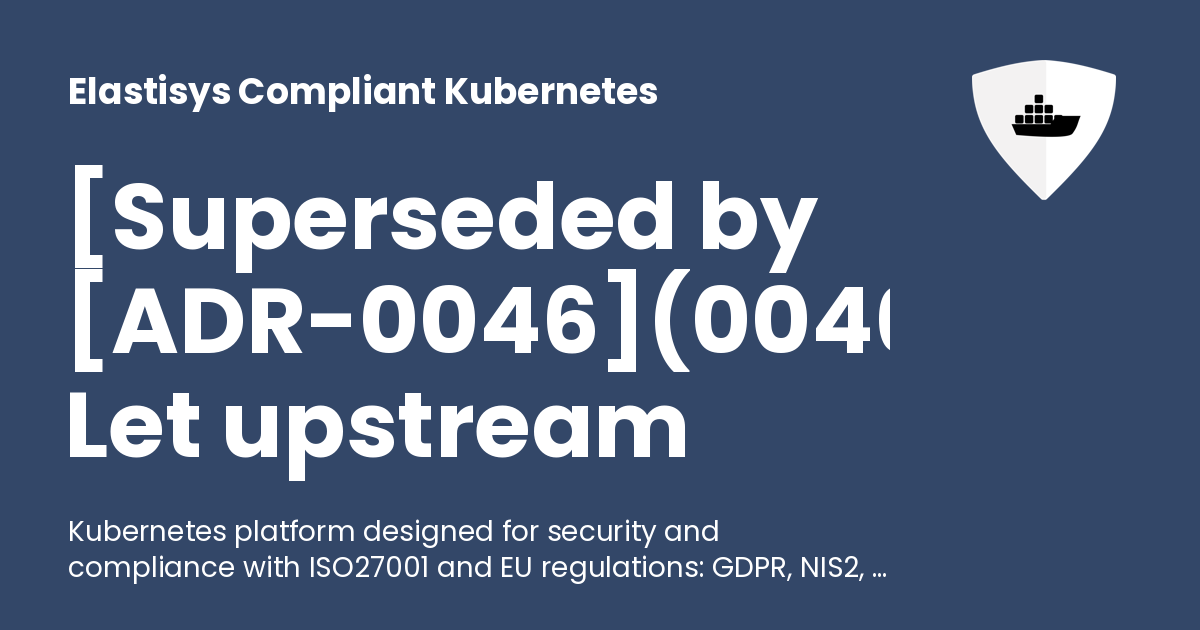 Elastisys Compliant Kubernetes
[Superseded by
[ADR-0046](004
Let upstream
Kubernetes platform designed for security and
compliance with ISO27001 and EU regulations: GDPR, NIS2, ...